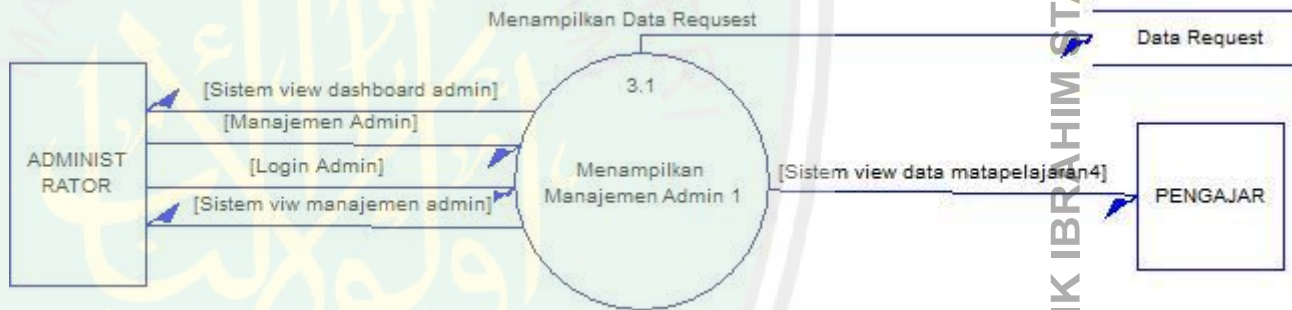 Menampilkan Data Requsest
Data Request
3.1
[Sistem view dashboard admin]
[Manajemen Admin]
ADMINIST
RATOR
[Login Admin]
[Sistem viw manajemen admin]
Menampilkan
Manajemen Admin 1
[Sistem view data matapelajaran4]
PENGAJAR
IBRAHIM